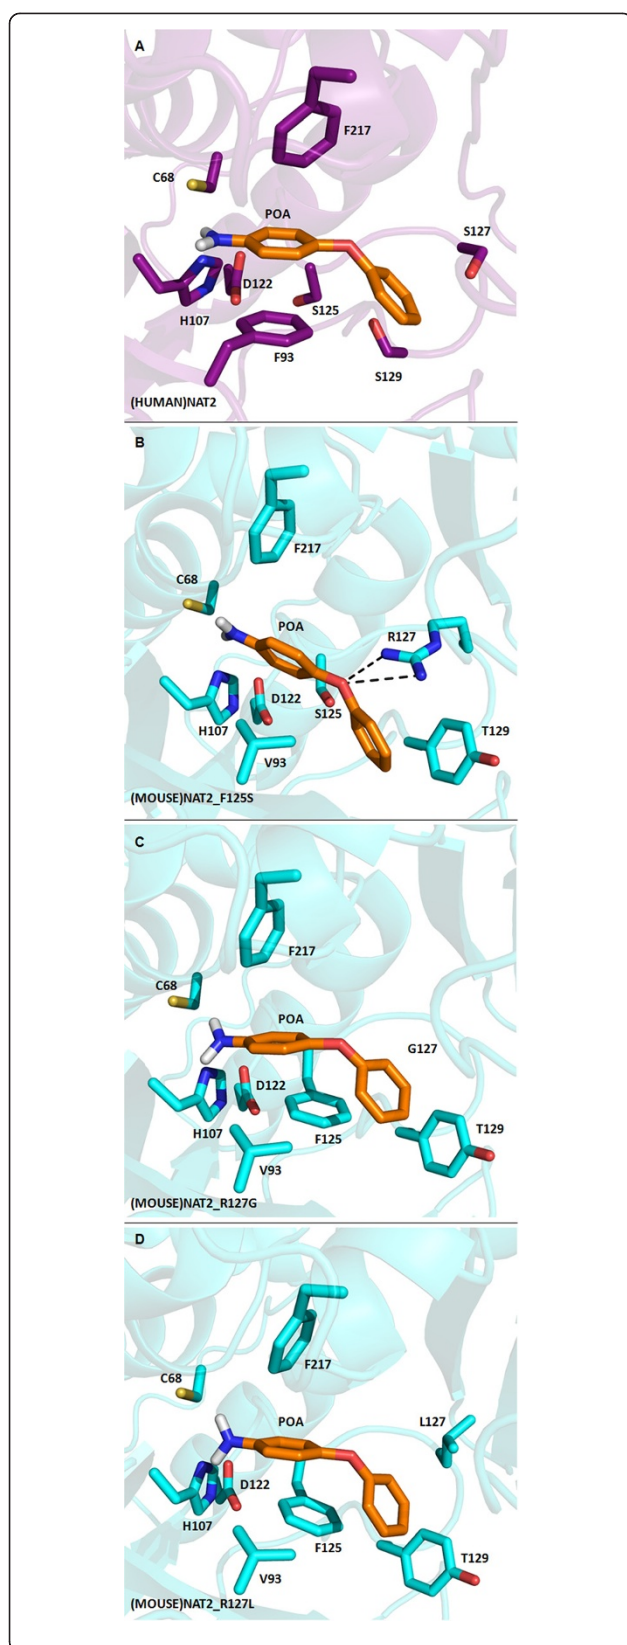 A
F217
C68
POA
S127
D122
S125
H107
F93
S129
(HUMAN)NAT2
B
F217
C68
POA
R127
D122
S125
H107
T129
V93
(MOUSE)NAT2_F125S
C
F217
C68
POA
G127
D122
H107
F125
T129
V93
(MOUSE)NAT2_R127G
D
F217
C68
POA
L127
D122
H107
F125
T129
V93
(MOUSE)NAT2_R127L